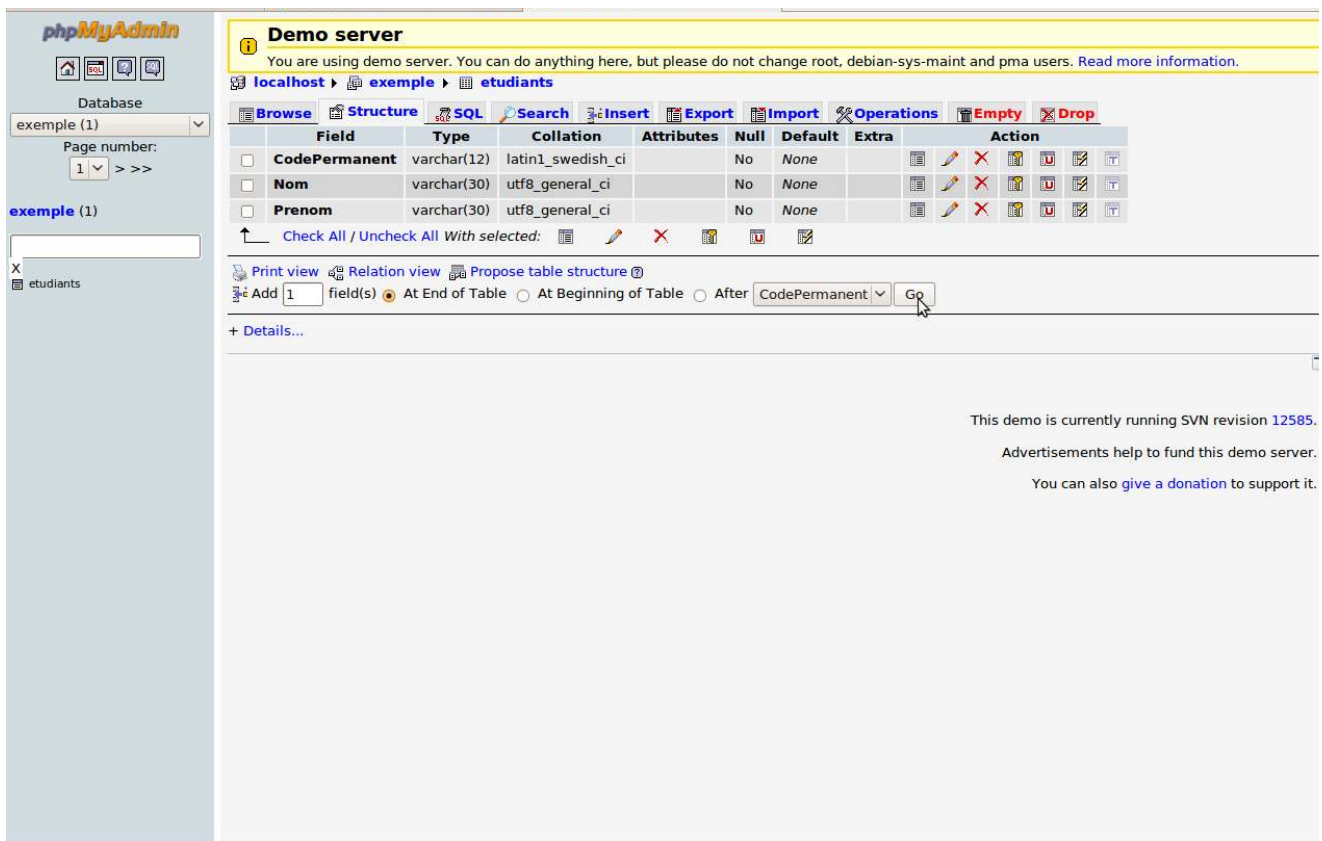 phpMyAdmin
Database
exemple (1)
Page number:
1 > >>
exemple (1)
X
etudiants
Demo server
You are using demo server. You can do anything here, but please do not change root, debian-sys-maint and pma users. Read more information.
localhost exemple etudiants
Browse Structure SQL Search Insert Export Import Operations Empty Drop
Field Type Collation Attributes Null Default Extra Action
CodePermanent varchar(12) latin1_swedish_ci No None
Nom varchar(30) utf8_general_ci No None
Prenom varchar(30) utf8_general_ci No None
Check All / Uncheck All With selected:
Print view Relation view Propose table structure
Add 1 field(s) At End of Table At Beginning of Table After CodePermanent Go
+ Details...
This demo is currently running SVN revision 12585.
Advertisements help to fund this demo server.
You can also give a donation to support it.